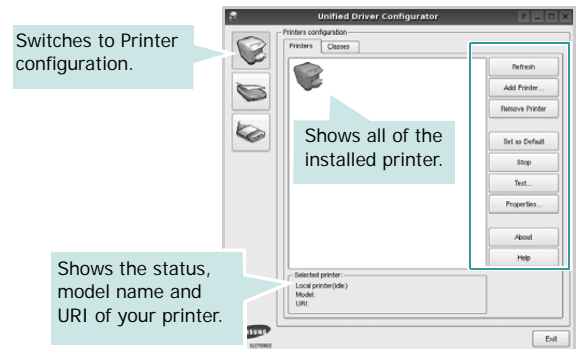 Unified Driver Configurator
Switches to Printer
configuration.
Printers configuration
Printers Classes
Refresh
Add Printer...
Remove Printer
Set as Default
Stop
Test...
Properties...
About
Help
Shows all of the
installed printer.
Shows the status,
model name and
URI of your printer.
Selected printer:
Local printer(idle)
Model:
URI:
ELECTRONICS
Exit